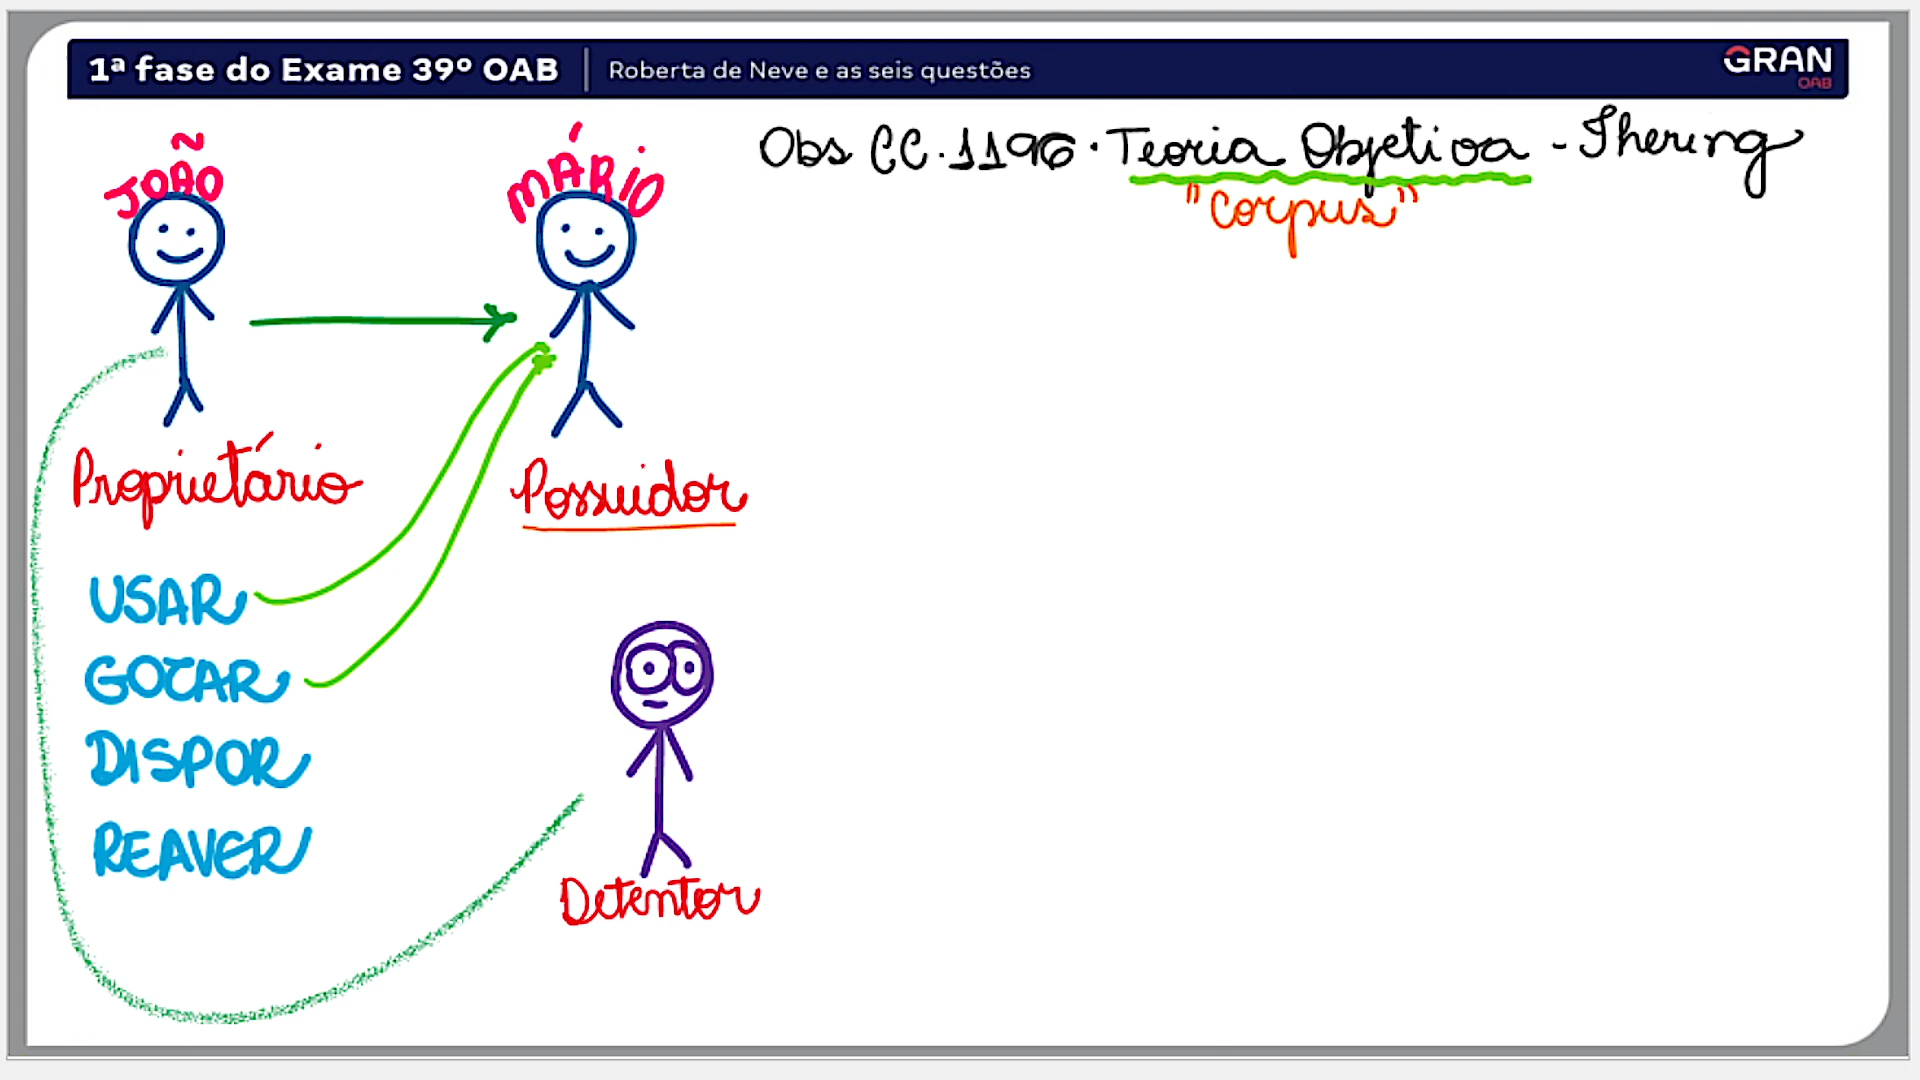 1ª fase do Exame 39º OAB
Roberta de Neve e as seis questões
GRAN
OAB
JOÃO
MÁRIO
Obs CC. 1196 · Teoria Objetiva - Ihering
"Corpus"
Proprietário
Possuidor
USAR
GOZAR
DISPOR
REAVER
Detentor